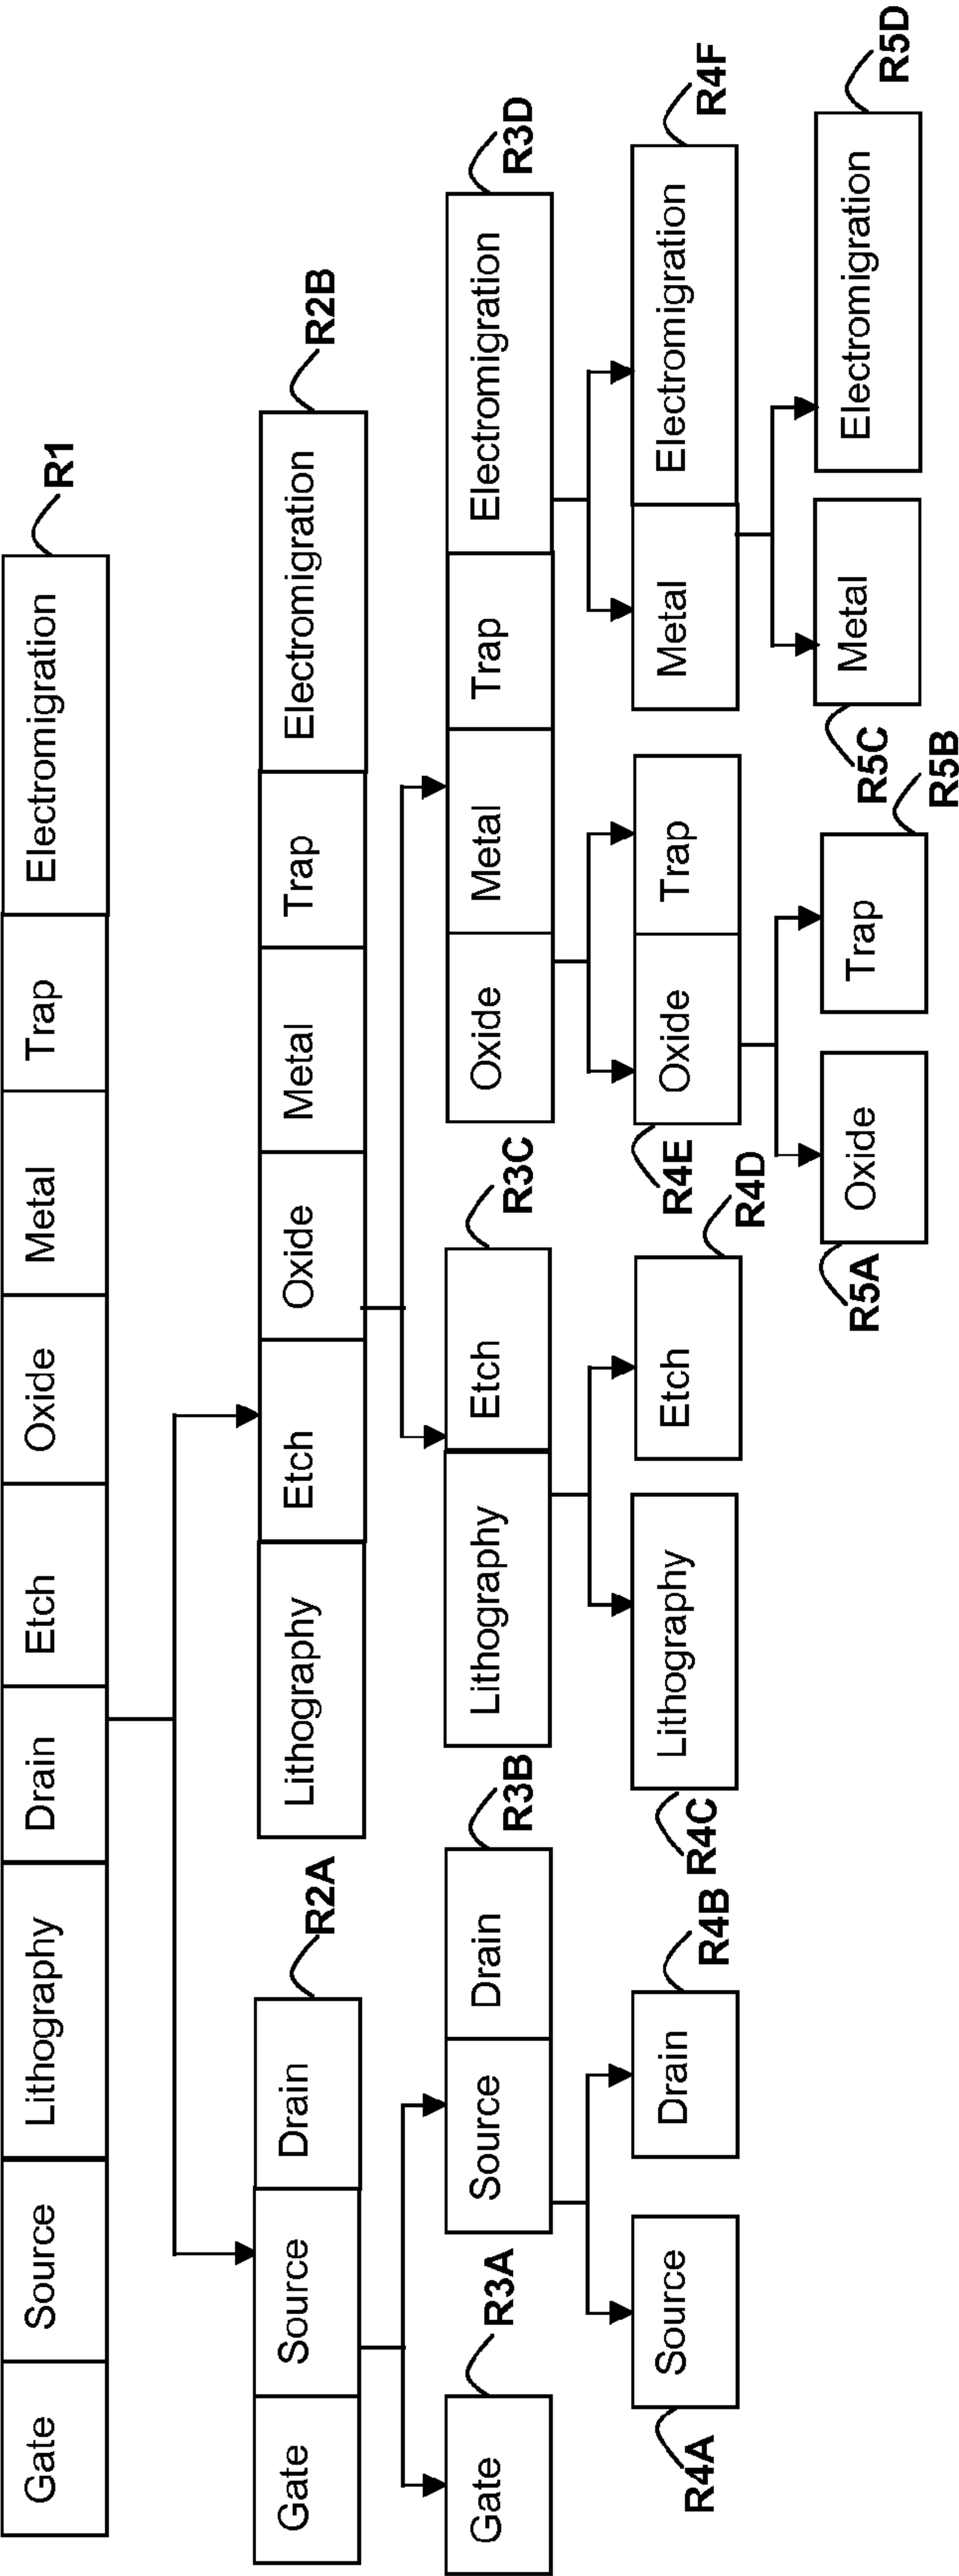 R1
Gate Source Lithography Drain Etch Oxide Metal Trap Electromigration
R2A
Gate Source Drain
R2B
Lithography Etch Oxide Metal Trap Electromigration
R3A
Gate
R3B
Source Drain
R3C
Lithography Etch
R3D
Oxide Metal Trap Electromigration
R4A
Source
R4B
Drain
R4C
Lithography
R4D
Etch
R4E
Oxide Trap
R4F
Metal Electromigration
R5A
Oxide
R5B
Trap
R5C
Metal
R5D
Electromigration